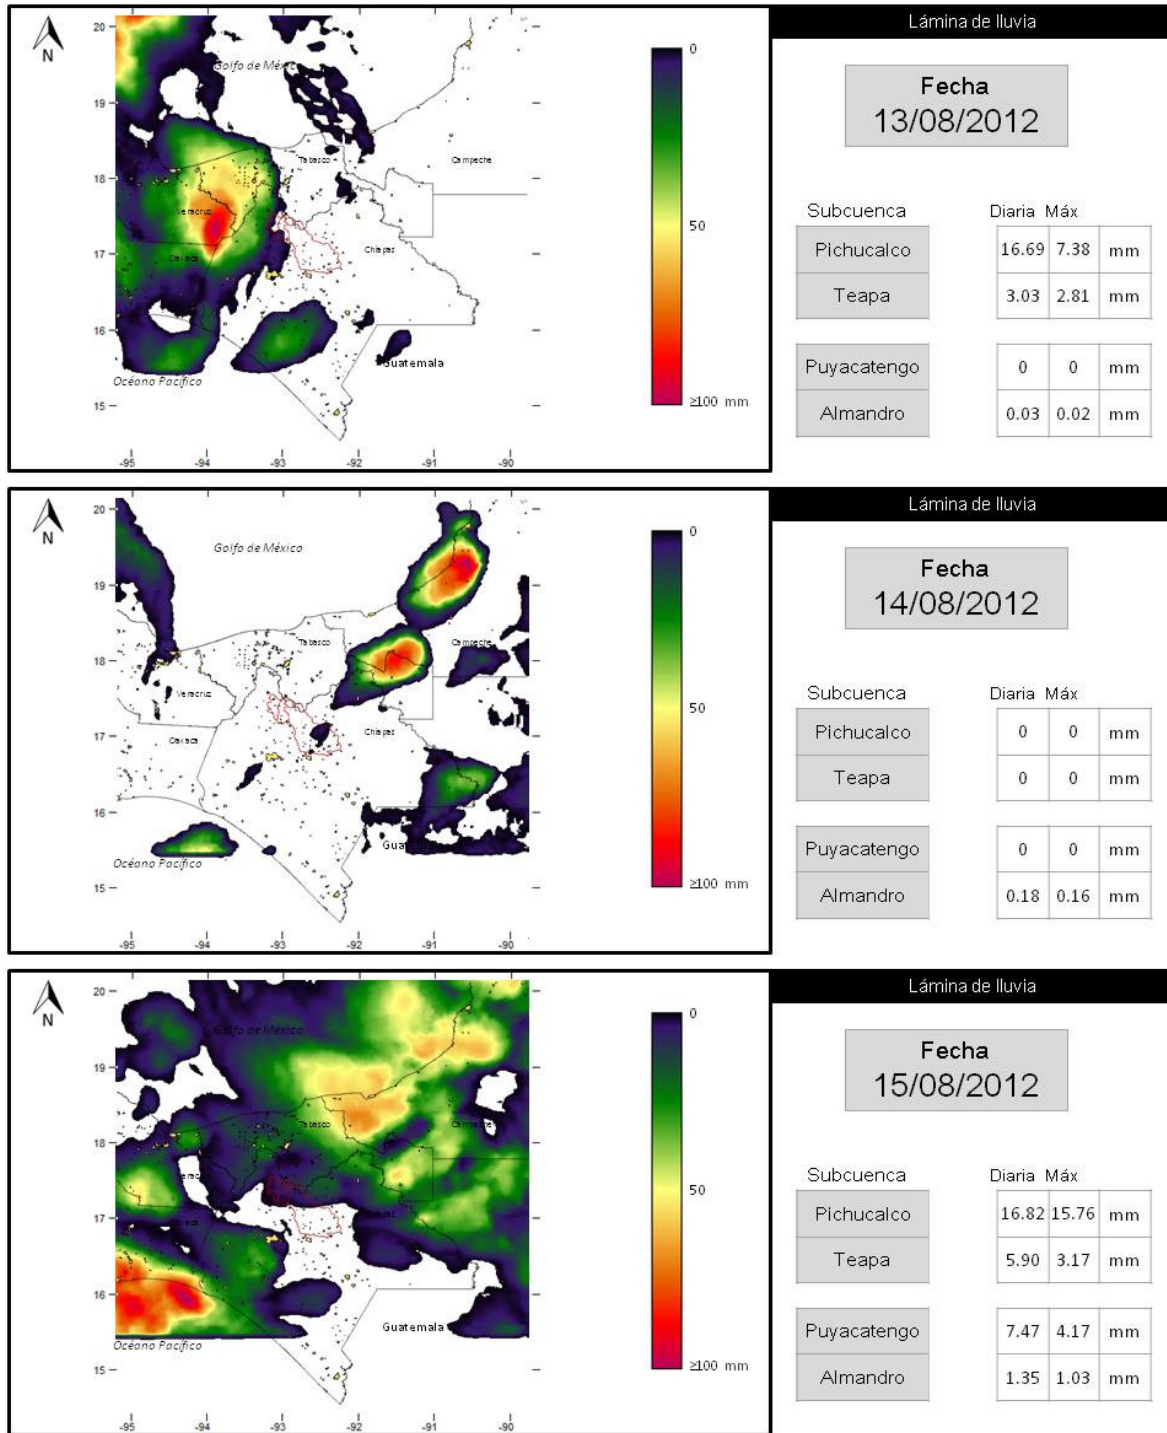 Lámina de lluvia
Fecha
13/08/2012
Subcuenca Diaria Máx
Pichucalco 16.69 7.38 mm
Teapa 3.03 2.81 mm
Puyacatengo 0 0 mm
Almandro 0.03 0.02 mm
N
20
19
18
17
16
15
-95 -94 -93 -92 -91 -90
Golfo de México
Tabasco
Campeche
Veracruz
Oaxaca
Chiapas
Guatemala
Océano Pacífico
0
50
≥100 mm
Lámina de lluvia
Fecha
14/08/2012
Subcuenca Diaria Máx
Pichucalco 0 0 mm
Teapa 0 0 mm
Puyacatengo 0 0 mm
Almandro 0.18 0.16 mm
N
20
19
18
17
16
15
-95 -94 -93 -92 -91 -90
Golfo de México
Tabasco
Campeche
Veracruz
Oaxaca
Chiapas
Océano Pacífico
0
50
≥100 mm
Lámina de lluvia
Fecha
15/08/2012
Subcuenca Diaria Máx
Pichucalco 16.82 15.76 mm
Teapa 5.90 3.17 mm
Puyacatengo 7.47 4.17 mm
Almandro 1.35 1.03 mm
N
20
19
18
17
16
15
-95 -94 -93 -92 -91 -90
Golfo de México
Tabasco
Campeche
Veracruz
Guatemala
Océano Pacífico
0
50
≥100 mm